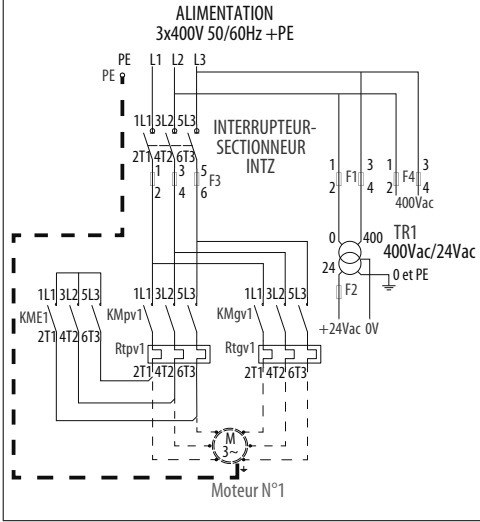 ALIMENTATION
3x400V 50/60Hz +PE
PE L1 L2 L3
PE
1L1 3L2 5L3
INTERRUPTEUR-
SECTIONNEUR
INTZ
2T1 4T2 6T3
1 3 5
F3
2 4 6
1 3
F1
2 4
1 3
F4
2 4
400Vac
TR1
400Vac/24Vac
0 400
24
0 et PE
F2
+24Vac 0V
1L1 3L2 5L3
KME1
2T1 4T2 6T3
1L1 3L2 5L3
KMpv1
Rtpv1
2T1 4T2 6T3
1L1 3L2 5L3
KMgv1
Rtgv1
2T1 4T2 6T3
M
3~
Moteur N°1